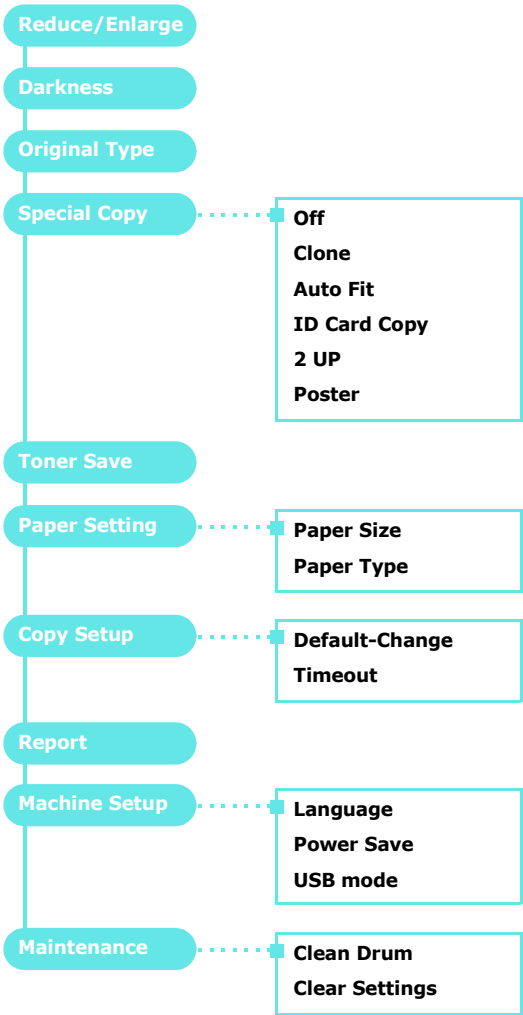 Reduce/Enlarge
Darkness
Original Type
Special Copy
Off
Clone
Auto Fit
ID Card Copy
2 UP
Poster
Toner Save
Paper Setting
Paper Size
Paper Type
Copy Setup
Default-Change
Timeout
Report
Machine Setup
Language
Power Save
USB mode
Maintenance
Clean Drum
Clear Settings